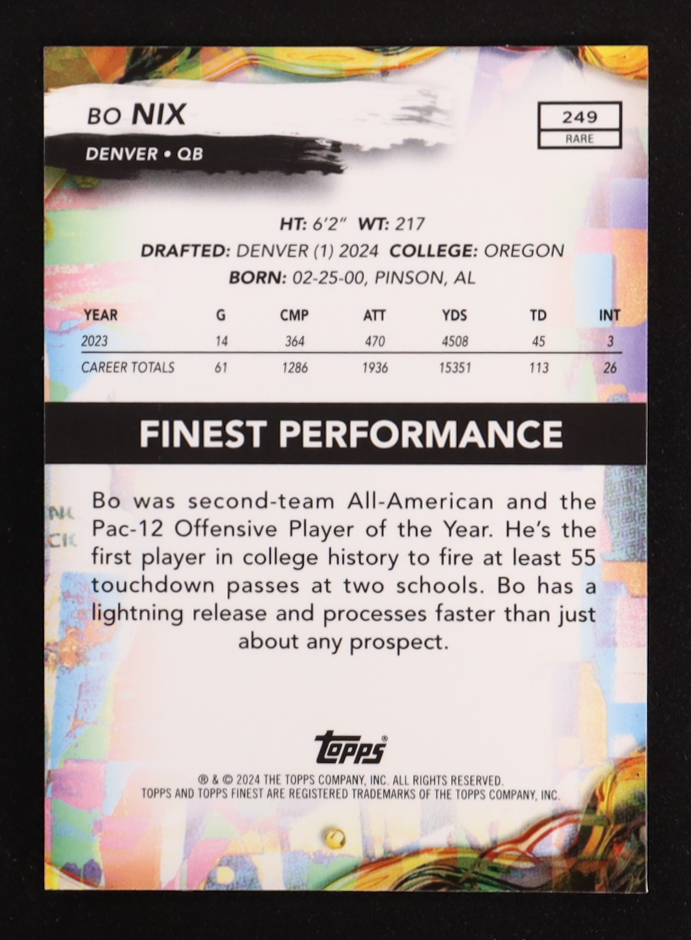 BO NIX
249
RARE
DENVER • QB
HT: 6'2" WT: 217
DRAFTED: DENVER (1) 2024 COLLEGE: OREGON
BORN: 02-25-00, PINSON, AL
YEAR G CMP ATT YDS TD INT
2023 14 364 470 4508 45 3
CAREER TOTALS 61 1286 1936 15351 113 26
FINEST PERFORMANCE
Bo was second-team All-American and the
Pac-12 Offensive Player of the Year. He's the
first player in college history to fire at least 55
touchdown passes at two schools. Bo has a
lightning release and processes faster than just
about any prospect.
Topps®
® & © 2024 THE TOPPS COMPANY, INC. ALL RIGHTS RESERVED.
TOPPS AND TOPPS FINEST ARE REGISTERED TRADEMARKS OF THE TOPPS COMPANY, INC.